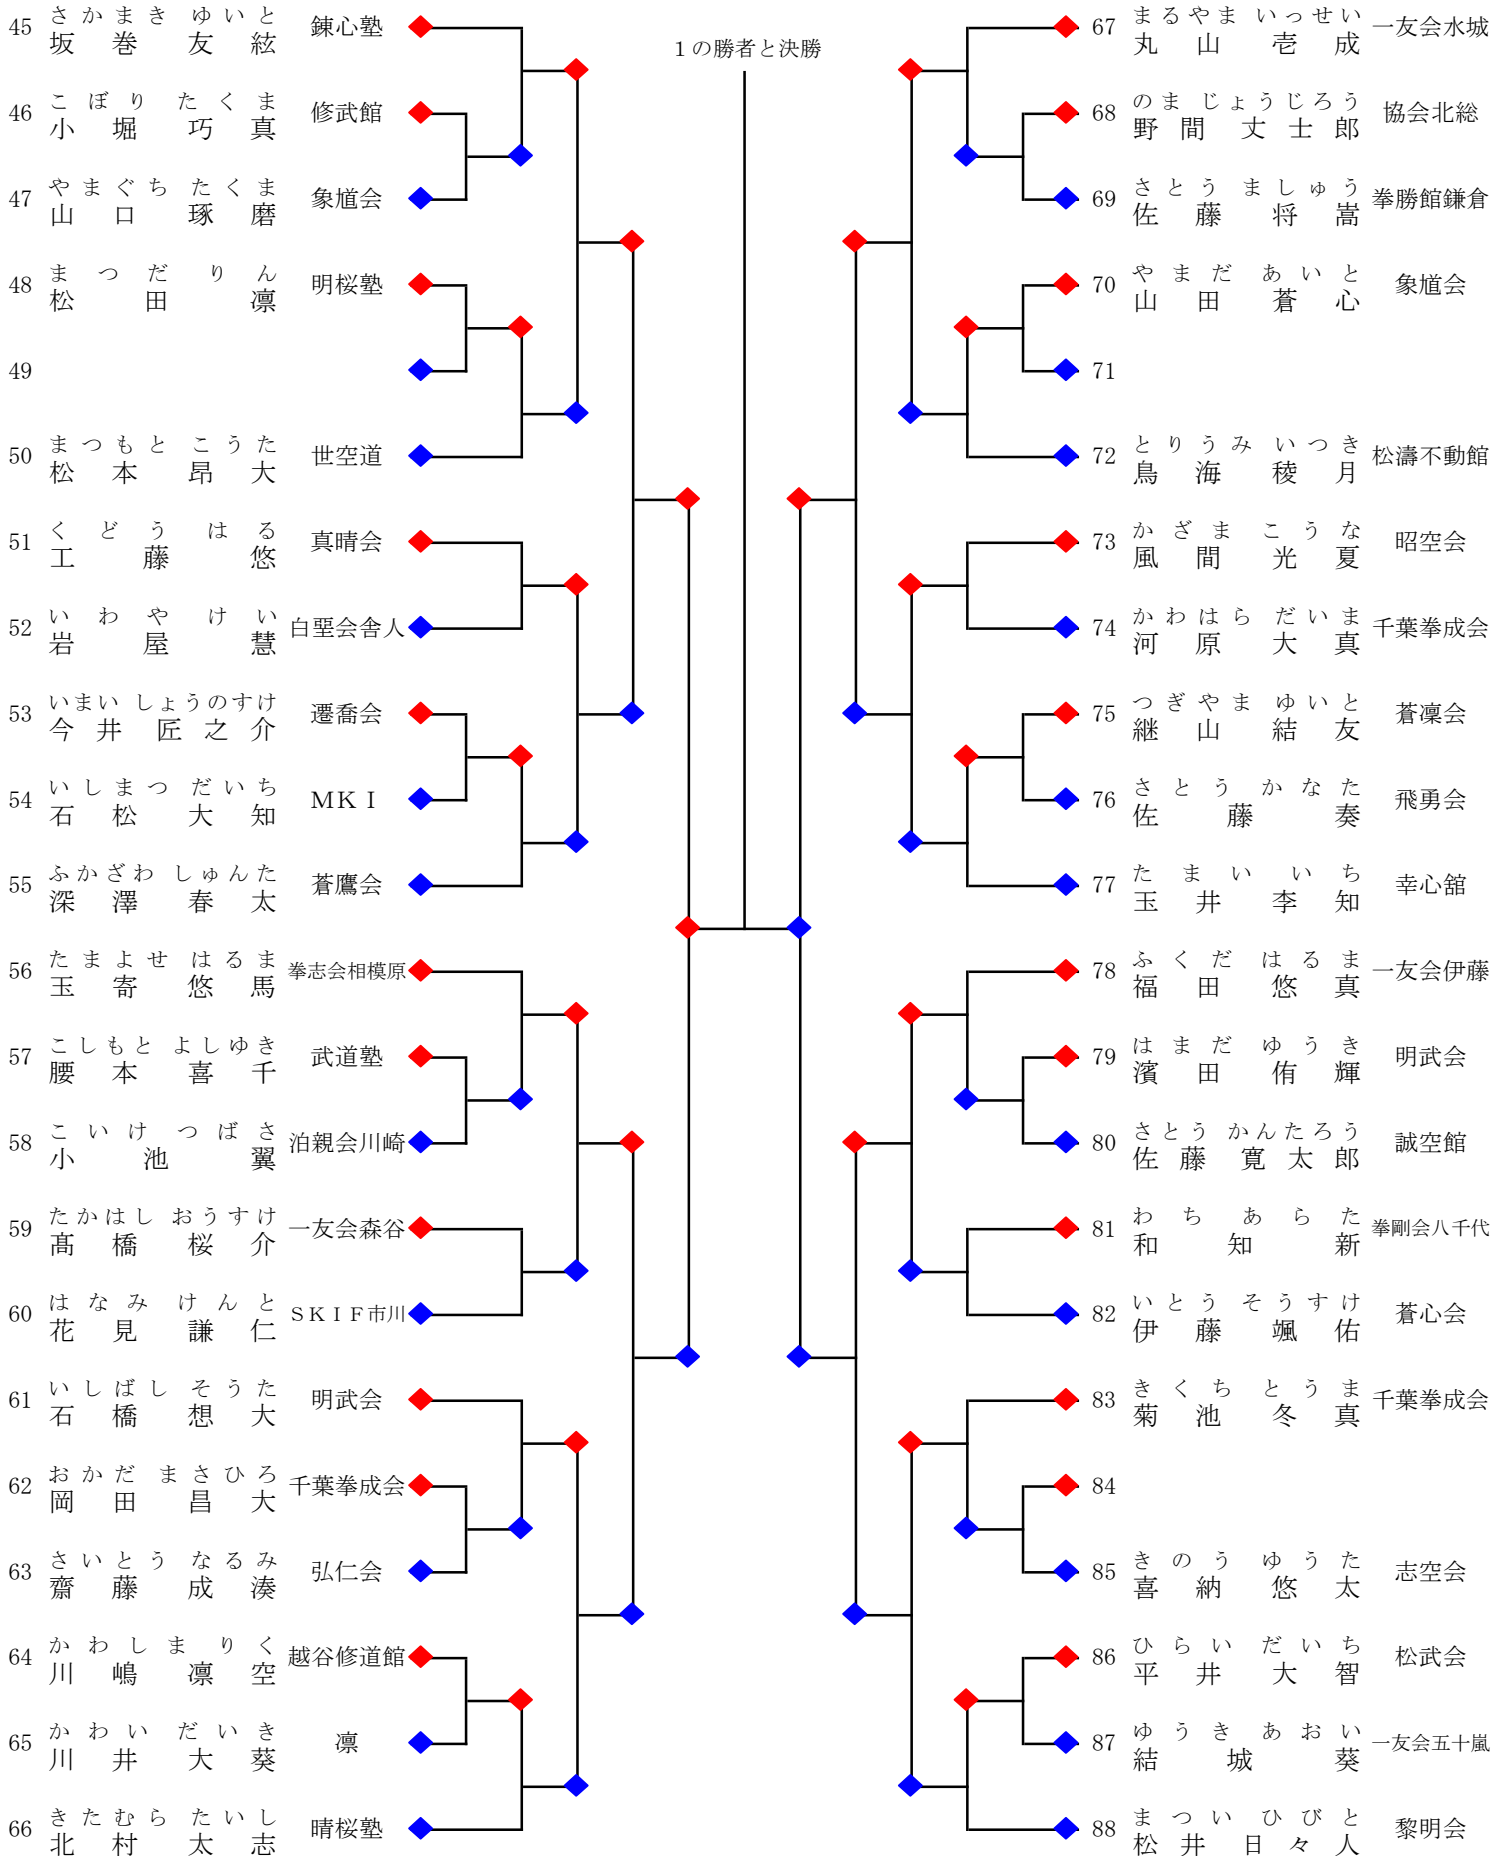 １の勝者と決勝
さかまき ゆいと
45 坂巻友絃 錬心塾
こぼり たくま
46 小堀巧真 修武館
やまぐち たくま
47 山口琢磨 象馗会
まつだ りん
48 松田凛 明桜塾
49
まつもと こうた
50 松本昂大 世空道
くどう はる
51 工藤悠 真晴会
いわや けい
52 岩屋慧 白堊会舎人
いまい しょうのすけ
53 今井匠之介 遷喬会
いしまつ だいち
54 石松大知 ＭＫＩ
ふかざわ しゅんた
55 深澤春太 蒼鷹会
たまよせ はるま
56 玉寄悠馬 拳志会相模原
こしもと よしゆき
57 腰本喜千 武道塾
こいけ つばさ
58 小池翼 泊親会川崎
たかはし おうすけ
59 髙橋桜介 一友会森谷
はなみ けんと
60 花見謙仁 ＳＫＩＦ市川
いしばし そうた
61 石橋想大 明武会
おかだ まさひろ
62 岡田昌大 千葉拳成会
さいとう なるみ
63 齋藤成湊 弘仁会
かわしま りく
64 川嶋凛空 越谷修道館
かわい だいき
65 川井大葵 凛
きたむら たいし
66 北村太志 晴桜塾
まるやま いっせい
67 丸山壱成 一友会水城
のま じょうじろう
68 野間丈士郎 協会北総
さとう ましゅう
69 佐藤将嵩 拳勝館鎌倉
やまだ あいと
70 山田蒼心 象馗会
71
とりうみ いつき
72 鳥海稜月 松濤不動館
かざま こうな
73 風間光夏 昭空会
かわはら だいま
74 河原大真 千葉拳成会
つぎやま ゆいと
75 継山結友 蒼凜会
さとう かなた
76 佐藤奏 飛勇会
たまい いち
77 玉井李知 幸心舘
ふくだ はるま
78 福田悠真 一友会伊藤
はまだ ゆうき
79 濱田侑輝 明武会
さとう かんたろう
80 佐藤寛太郎 誠空館
わち あらた
81 和知新 拳剛会八千代
いとう そうすけ
82 伊藤颯佑 蒼心会
きくち とうま
83 菊池冬真 千葉拳成会
84
きのう ゆうた
85 喜納悠太 志空会
ひらい だいち
86 平井大智 松武会
ゆうき あおい
87 結城葵 一友会五十嵐
まつい ひびと
88 松井日々人 黎明会